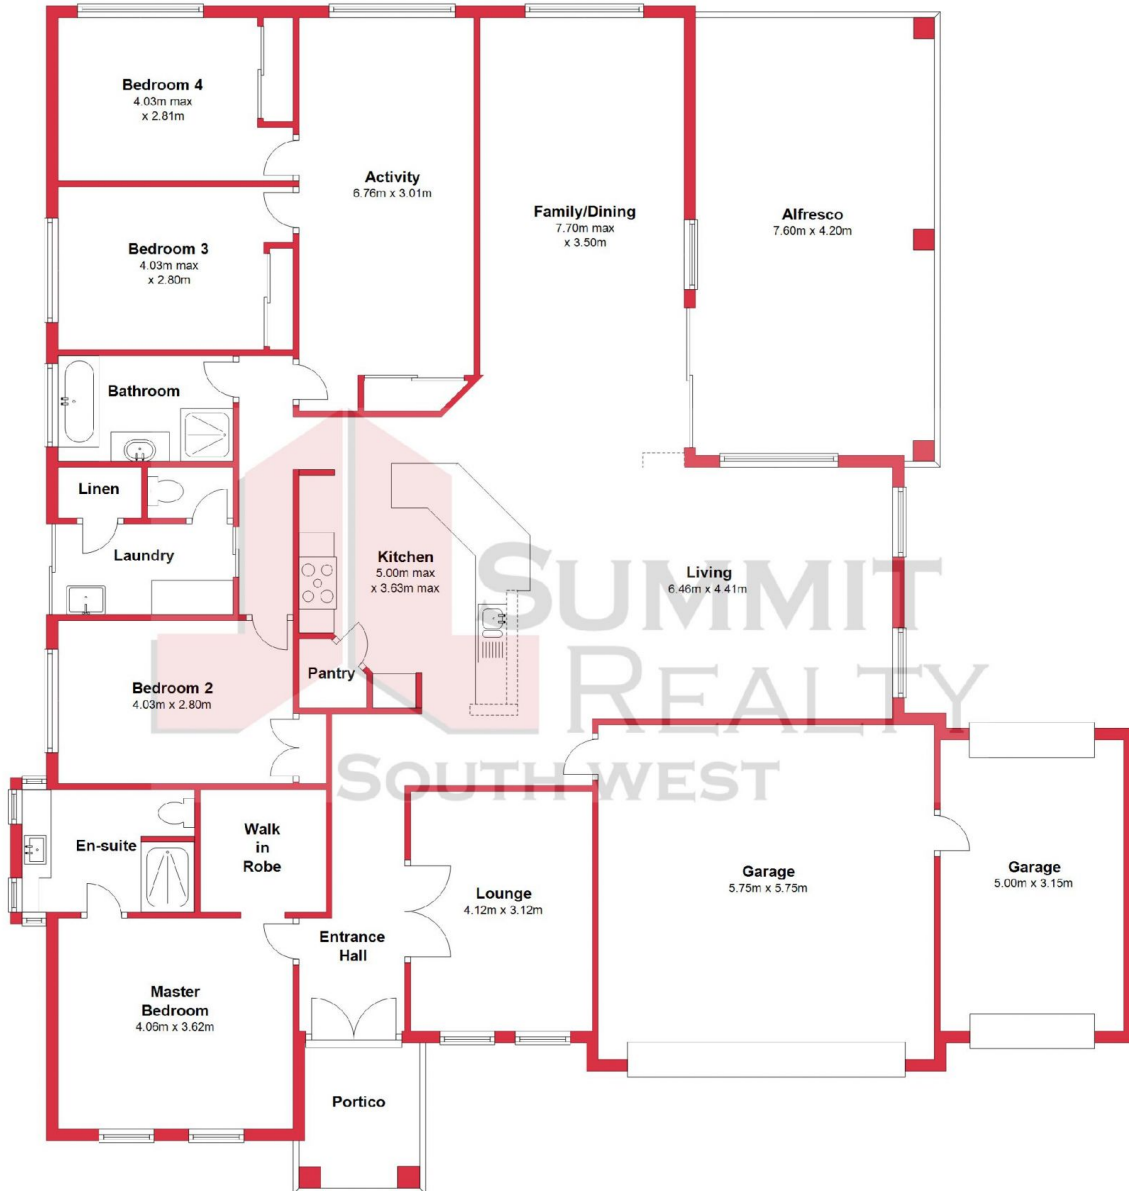 Bedroom 4
4.03m max
x 2.81m
Activity
6.76m x 3.01m
Family/Dining
7.70m max
x 3.50m
Alfresco
7.60m x 4.20m
Bedroom 3
4.03m max
x 2.80m
Bathroom
Linen
Laundry
Kitchen
5.00m max
x 3.63m max
Living
6.46m x 4.41m
SUMMIT
REALTY
SOUTH WEST
Pantry
Bedroom 2
4.03m x 2.80m
En-suite
Walk
in
Robe
Lounge
4.12m x 3.12m
Garage
5.75m x 5.75m
Garage
5.00m x 3.15m
Entrance
Hall
Master
Bedroom
4.06m x 3.62m
Portico